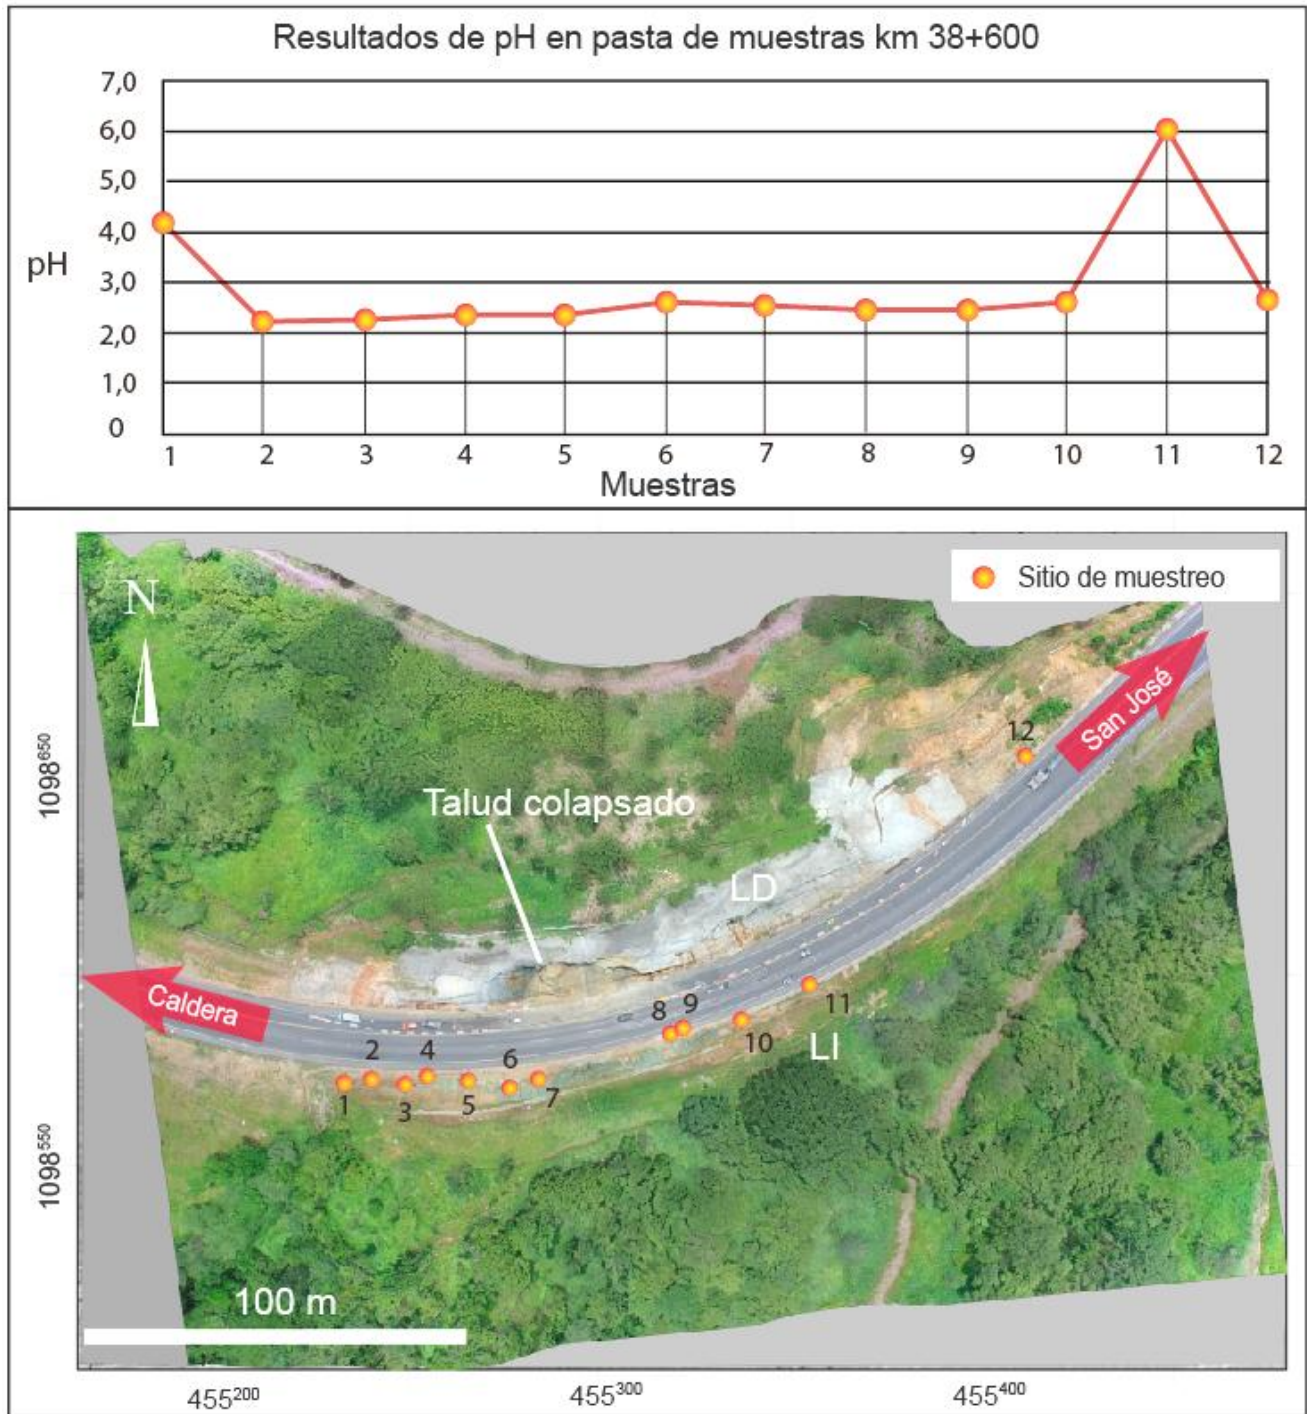 Resultados de pH en pasta de muestras km 38+600
7,0
6,0
5,0
4,0
pH
3,0
2,0
1,0
0
1 2 3 4 5 6 7 8 9 10 11 12
Muestras
Sitio de muestreo
N
San José
12
1098650
Talud colapsado
LD
Caldera
11
9
8
10
LI
2
4
6
7
1
3
5
1098550
100 m
455200
455300
455400